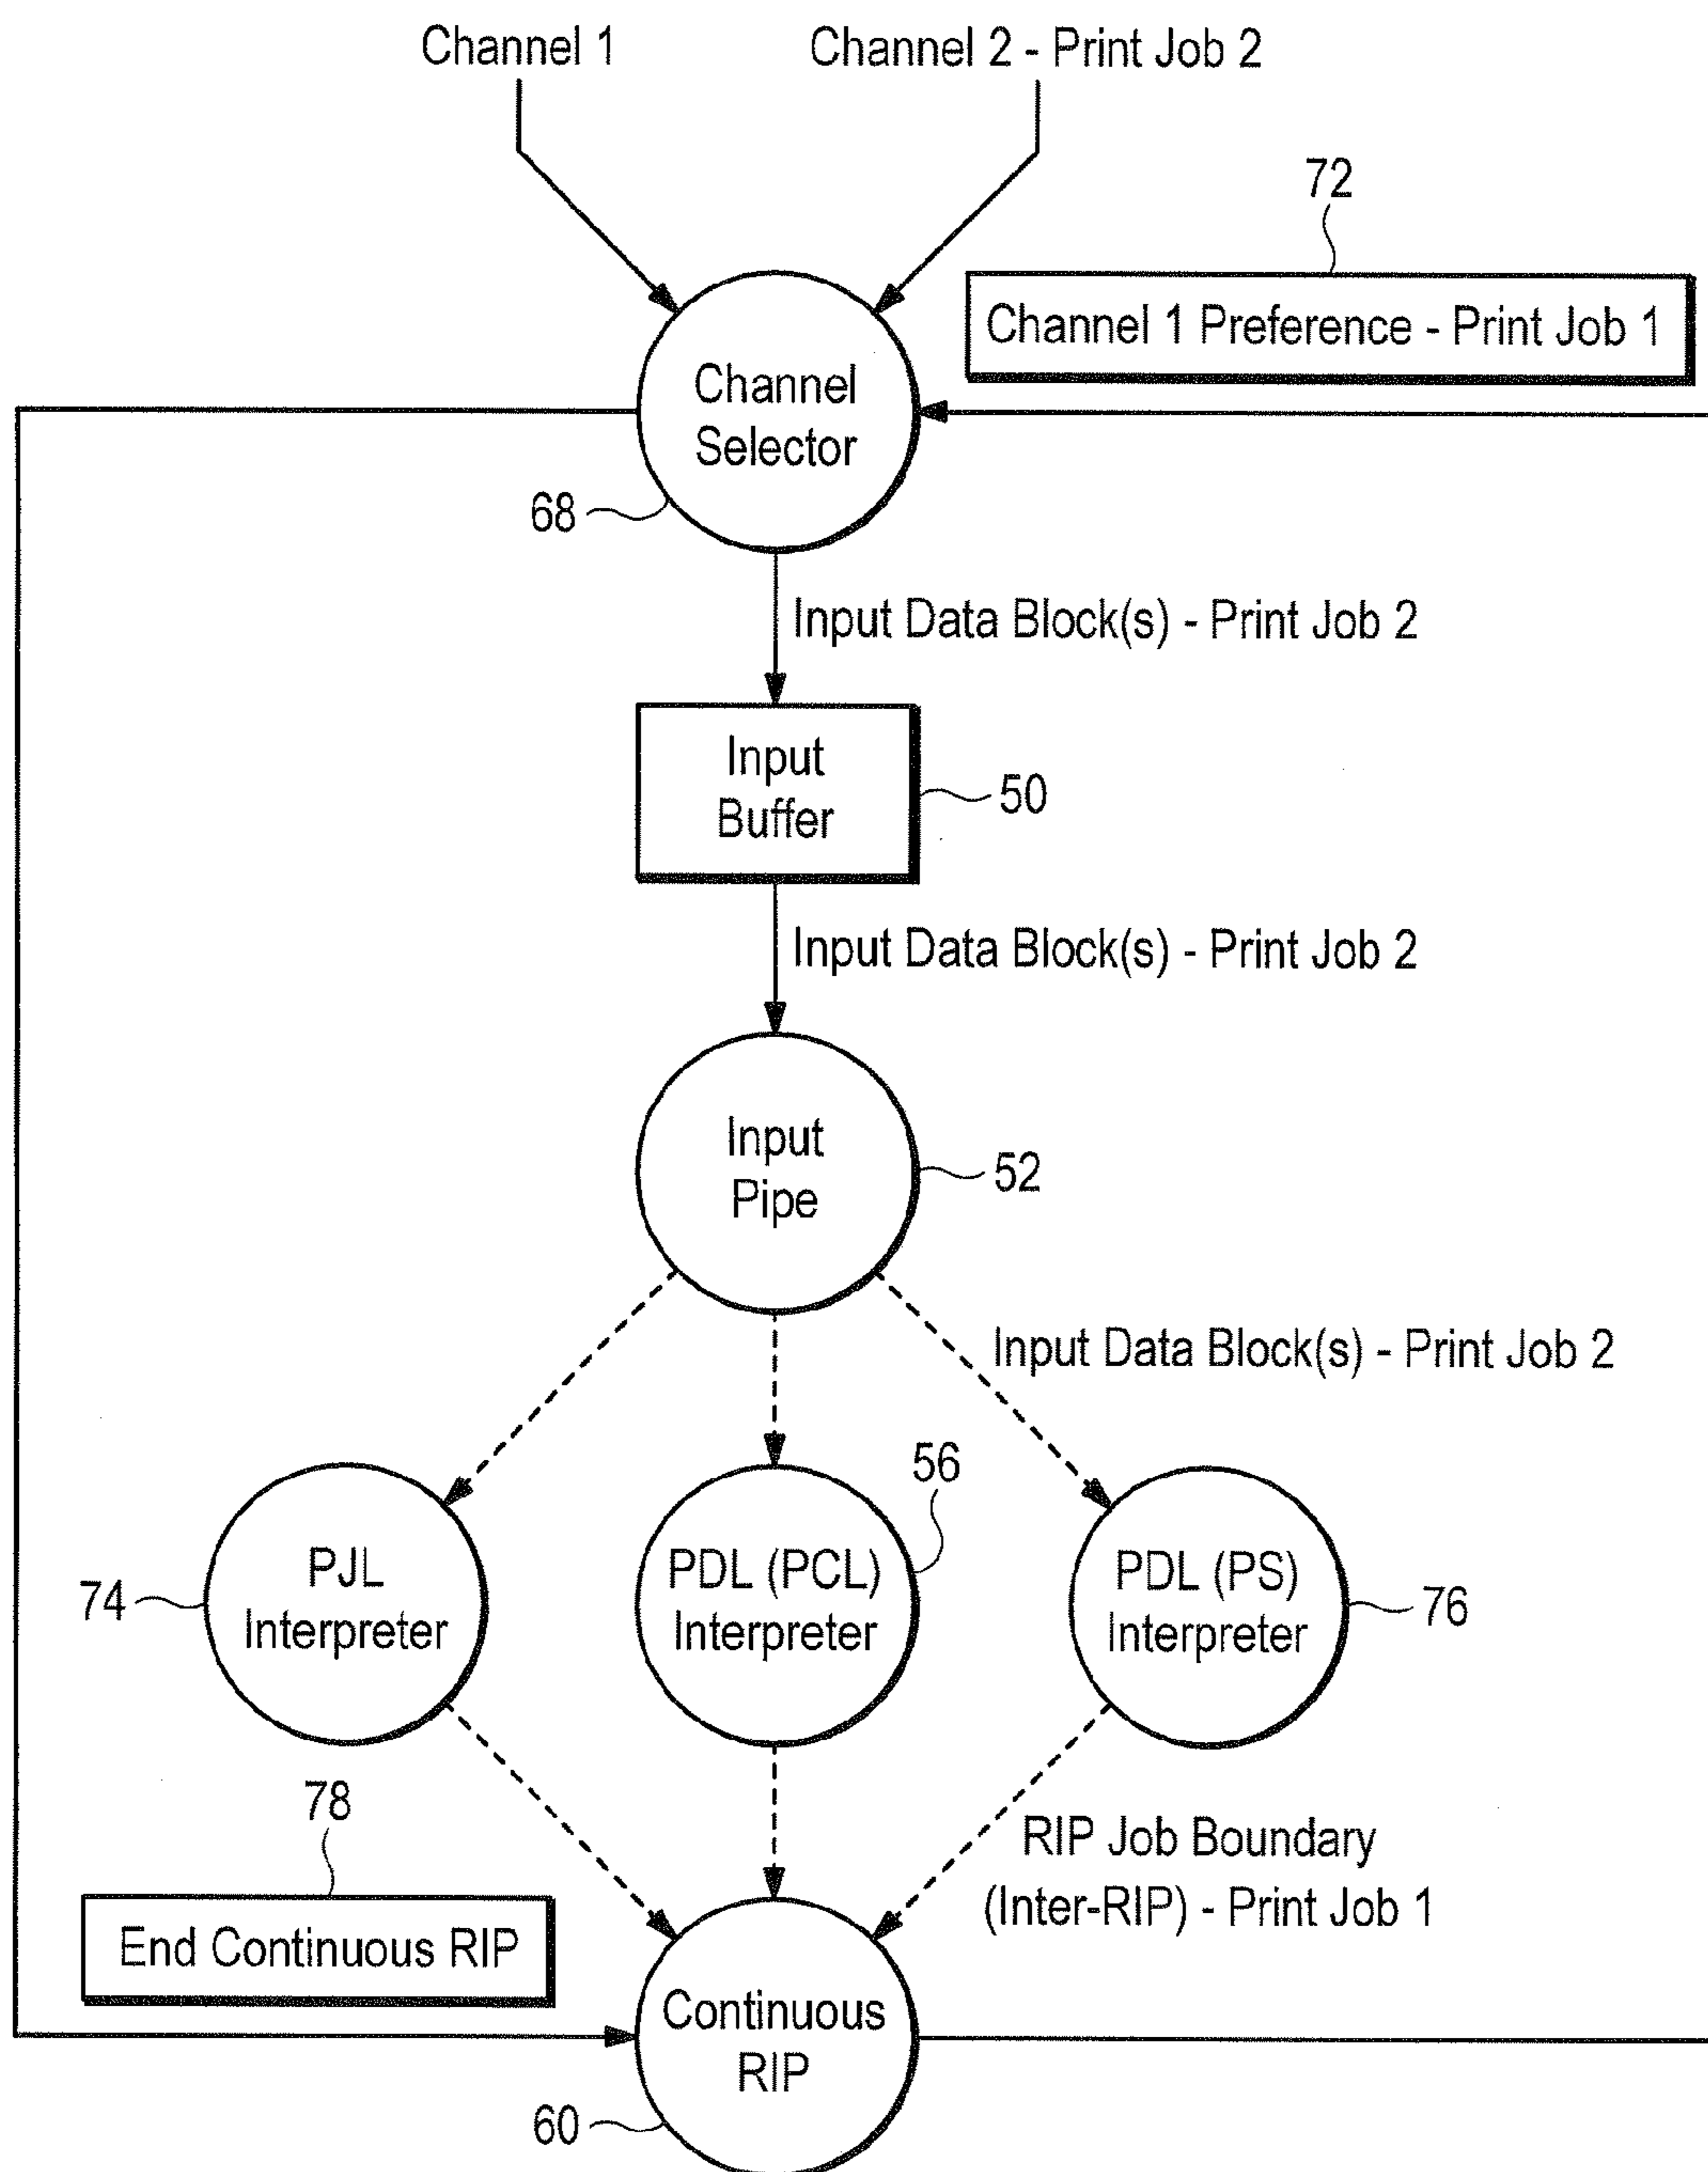 Channel 1
Channel 2 - Print Job 2
72
Channel 1 Preference - Print Job 1
Channel
Selector
68
Input Data Block(s) - Print Job 2
Input
Buffer
50
Input Data Block(s) - Print Job 2
Input
Pipe
52
Input Data Block(s) - Print Job 2
56
PJL
Interpreter
74
PDL (PCL)
Interpreter
PDL (PS)
Interpreter
76
78
RIP Job Boundary
(Inter-RIP) - Print Job 1
End Continuous RIP
Continuous
RIP
60